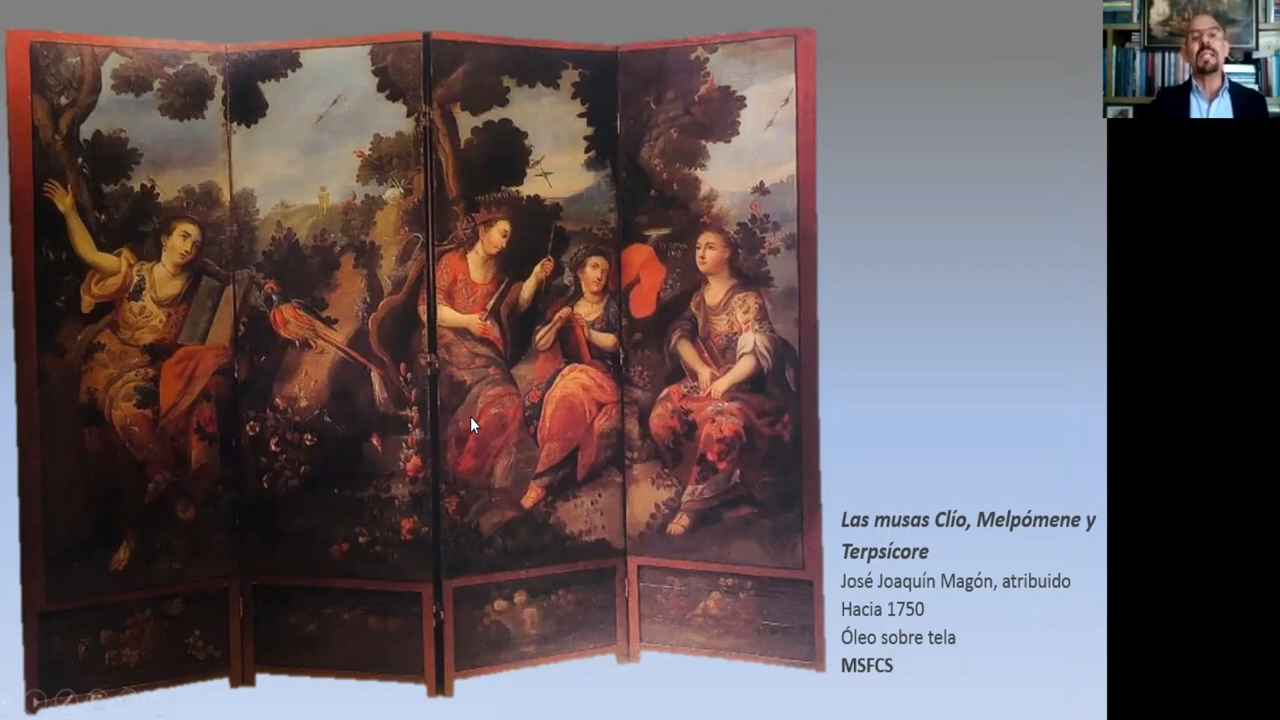 Las musas Clío, Melpómene y
Terpsícore
José Joaquín Magón, atribuido
Hacia 1750
Óleo sobre tela
MSFCS